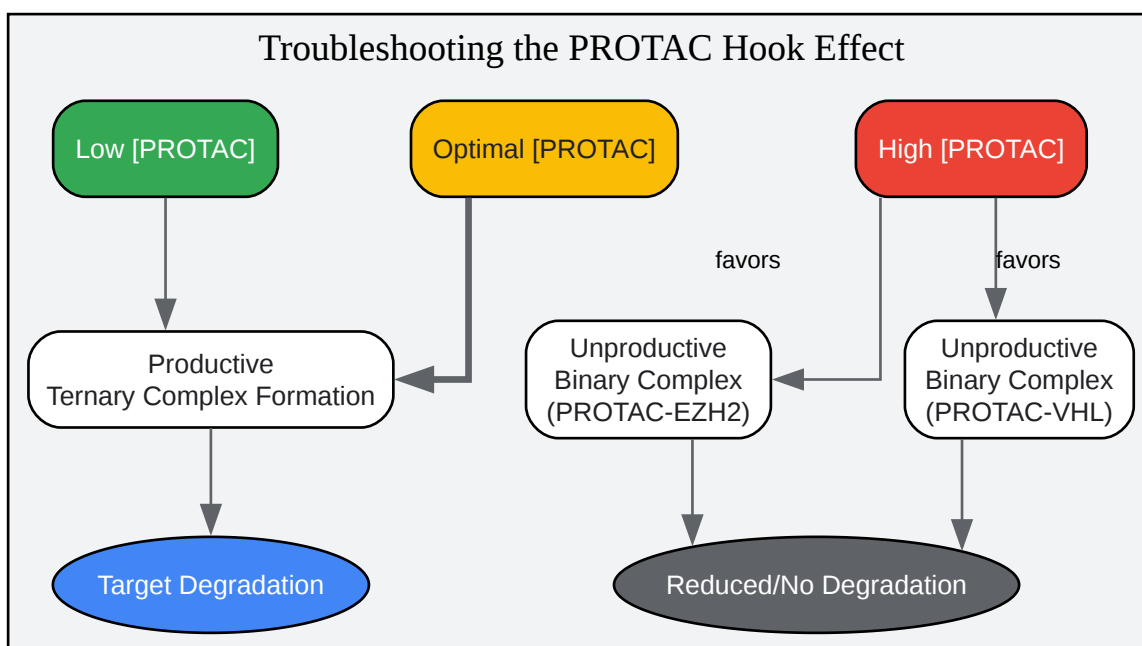 Troubleshooting the PROTAC Hook Effect
Low [PROTAC]
Optimal [PROTAC]
High [PROTAC]
favors
favors
Productive
Ternary Complex Formation
Unproductive
Binary Complex
(PROTAC-EZH2)
Unproductive
Binary Complex
(PROTAC-VHL)
Target Degradation
Reduced/No Degradation